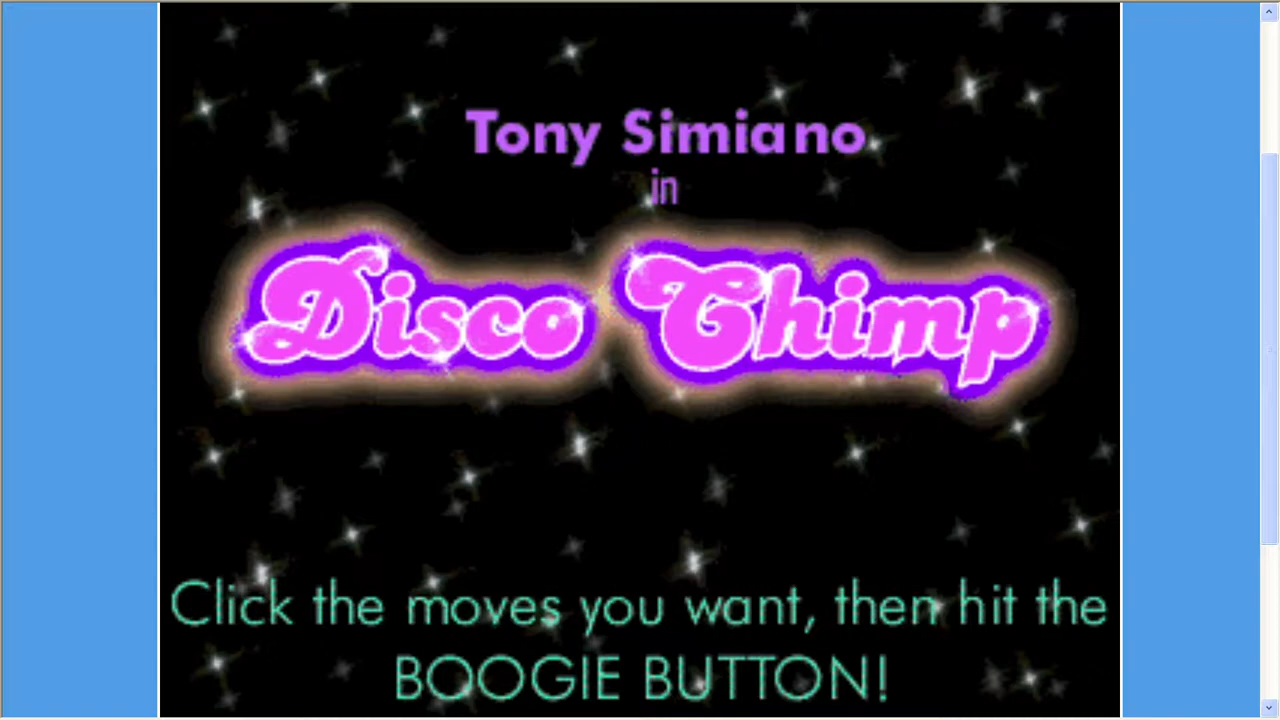 Tony Simiano
in
Disco Chimp
Click the moves you want, then hit the
BOOGIE BUTTON!